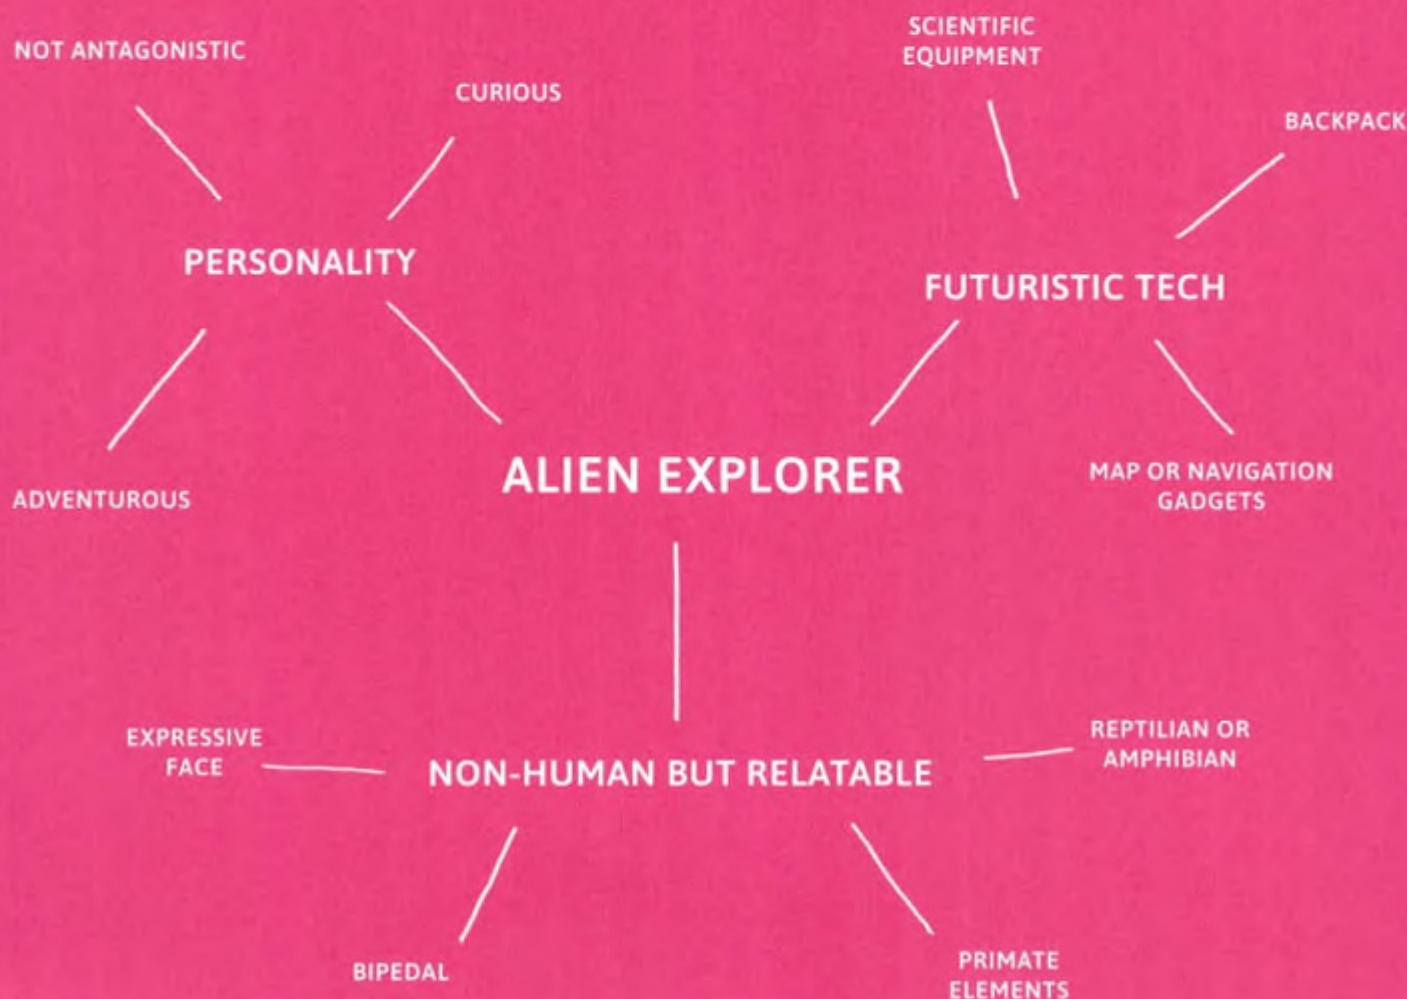 NOT ANTAGONISTIC
CURIOUS
PERSONALITY
ADVENTUROUS
SCIENTIFIC
EQUIPMENT
BACKPACK
FUTURISTIC TECH
MAP OR NAVIGATION
GADGETS
ALIEN EXPLORER
NON-HUMAN BUT RELATABLE
EXPRESSIVE
FACE
REPTILIAN OR
AMPHIBIAN
BIPEDAL
PRIMATE
ELEMENTS